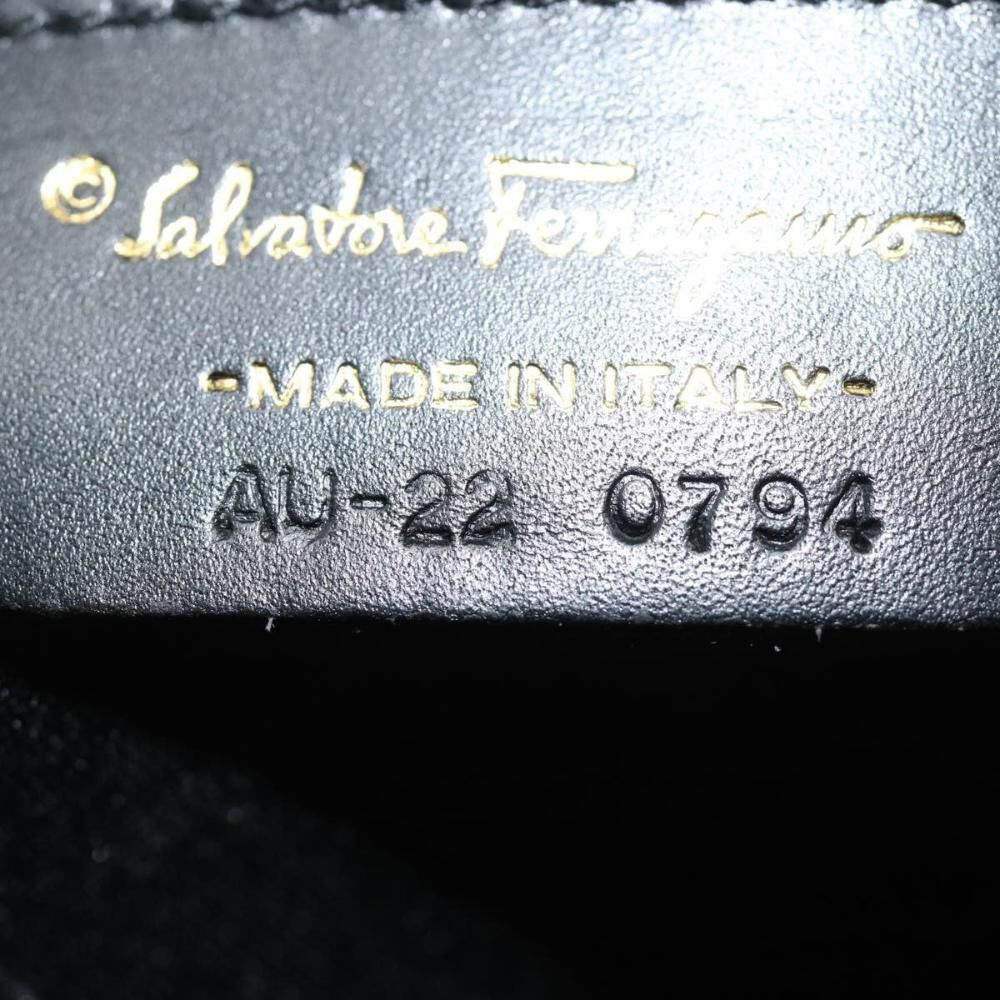 © Salvatore Ferragamo
-MADE IN ITALY-
AU-22 0794